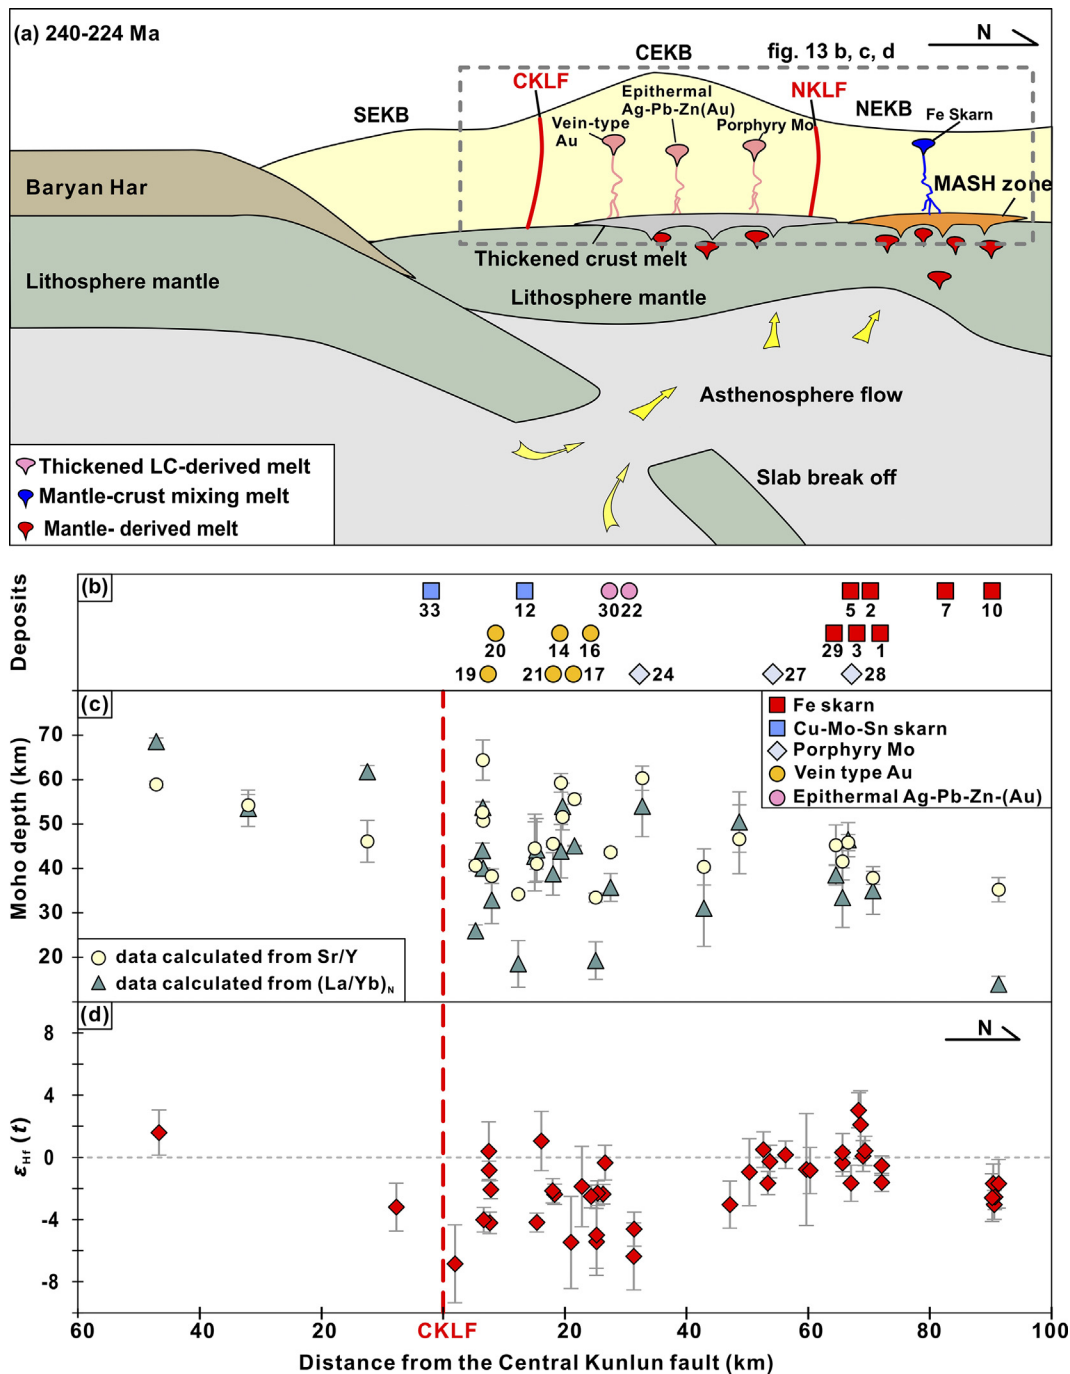 (a) 240-224 Ma
N
CEKB
fig. 13 b, c, d
CKLF
NKLF
SEKB
Epithermal
Ag-Pb-Zn(Au)
NEKB
Fe Skarn
Vein-type
Au
Porphyry Mo
Baryan Har
MASH zone
Thickened crust melt
Lithosphere mantle
Lithosphere mantle
Asthenosphere flow
Slab break off
Thickened LC-derived melt
Mantle-crust mixing melt
Mantle- derived melt
(b)
Deposits
33
12
30
22
5
2
7
10
20
14
16
29
3
1
19
21
17
24
27
28
(c)
Fe skarn
Cu-Mo-Sn skarn
Porphyry Mo
Vein type Au
Epithermal Ag-Pb-Zn-(Au)
Moho depth (km)
70
60
50
40
30
20
data calculated from Sr/Y
data calculated from (La/Yb)N
(d)
N
εHf (t)
8
4
0
-4
-8
60
40
20
CKLF
20
40
60
80
100
Distance from the Central Kunlun fault (km)